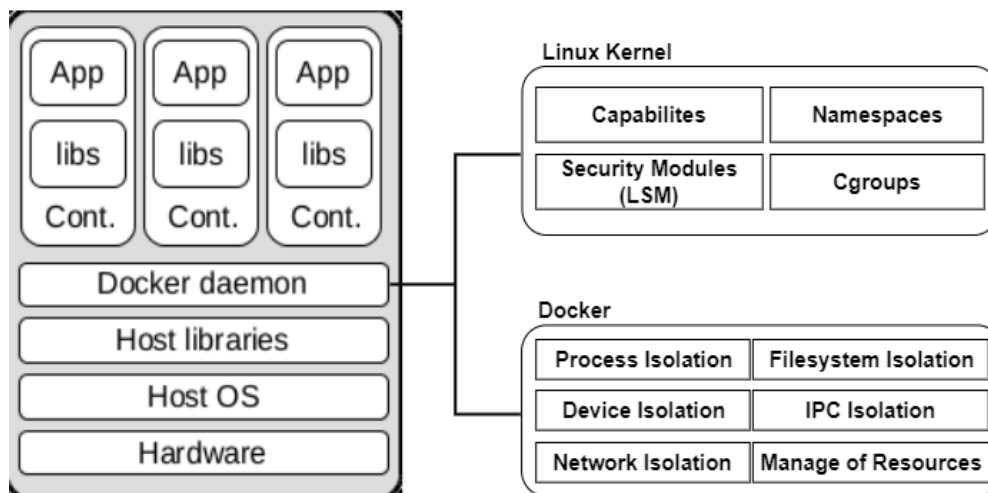 App
App
App
libs
libs
libs
Cont.
Cont.
Cont.
Docker daemon
Host libraries
Host OS
Hardware
Linux Kernel
Capabilites
Namespaces
Security Modules
(LSM)
Cgroups
Docker
Process Isolation
Filesystem Isolation
Device Isolation
IPC Isolation
Network Isolation
Manage of Resources